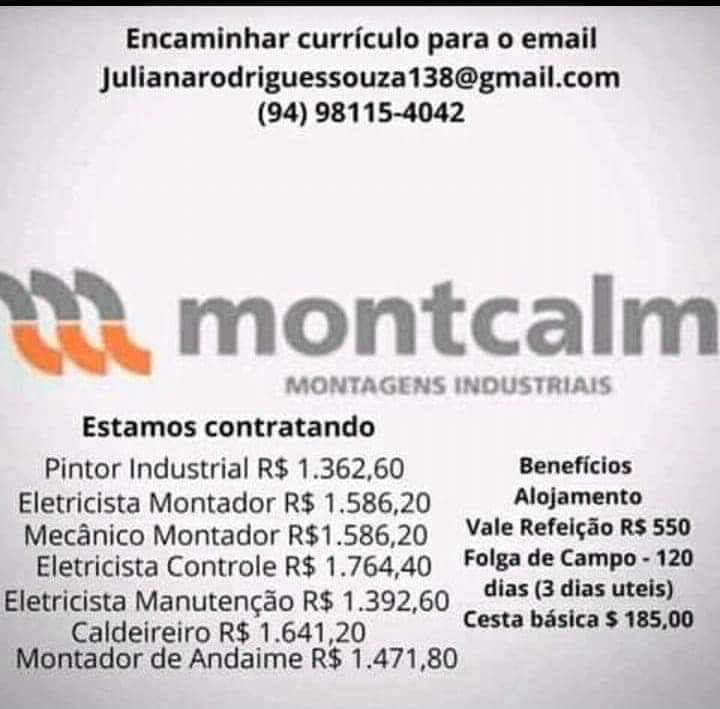 Encaminhar currículo para o email
Julianarodriguessouza138@gmail.com
(94) 98115-4042
montcalm
MONTAGENS INDUSTRIAIS
Estamos contratando
Pintor Industrial R$ 1.362,60
Eletricista Montador R$ 1.586,20
Mecânico Montador R$1.586,20
Eletricista Controle R$ 1.764,40
Eletricista Manutenção R$ 1.392,60
Caldeireiro R$ 1.641,20
Montador de Andaime R$ 1.471,80
Benefícios
Alojamento
Vale Refeição R$ 550
Folga de Campo - 120
dias (3 dias uteis)
Cesta básica $ 185,00